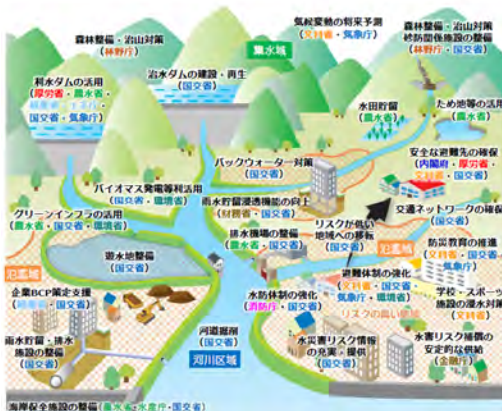 気候変動の将来予測
(文科省・気象庁)
森林整備・治山対策
(林野庁)
森林整備・治山対策
砂防関係施設の整備
(林野庁・国交省)
集水域
利水ダムの活用
(厚労省・農水省・
国交省・気象庁)
治水ダムの建設・再生
(国交省)
水田貯留
(農水省)
ため池等の活用
(農水省)
安全な避難先の確保
(内閣府・厚労省・
文科省・国交省)
バックウォーター対策
(国交省)
バイオマス発電等利活用
(国交省・環境省)
雨水貯留浸透機能の向上
(財務省・国交省)
交通ネットワークの確保
(国交省)
グリーンインフラの活用
(農水省・国交省・環境省)
リスクが低い
地域への移転
(国交省)
排水機場の整備
(農水省・国交省)
氾濫域
防災教育の推進
(文科省・国交省
気象庁)
遊水地整備
(国交省)
氾濫域
避難体制の強化
(文科省・国交省
気象庁・環境省)
企業BCP策定支援
(経産省・国交省)
水防体制の強化
(消防庁・国交省)
学校・スポーツ
施設の浸水対策
(文科省)
リスクの高い地域
河道掘削
(国交省)
雨水貯留・排水
施設の整備
(国交省)
河川区域
水災害リスク情報
の充実・提供
(国交省)
水害リスク補償の
安定的な供給
(金融庁)
海岸保全施設の整備(農水省・水産庁・国交省)